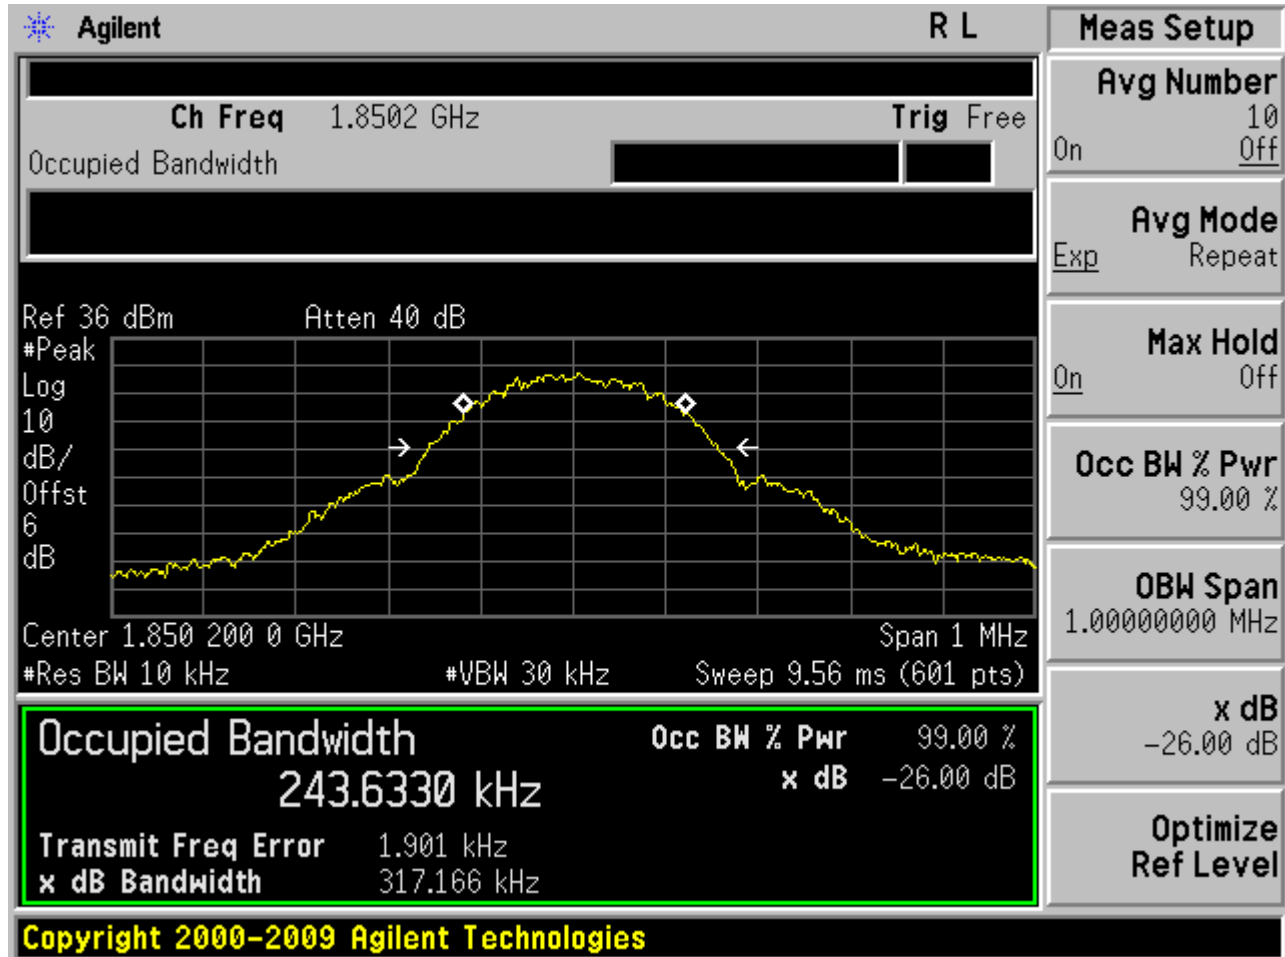 Agilent
R L
Meas Setup
Ch Freq 1.8502 GHz
Trig Free
Occupied Bandwidth
Ref 36 dBm
Atten 40 dB
#Peak
Log
10
dB/
Offst
6
dB
Center 1.850 200 0 GHz
Span 1 MHz
#Res BW 10 kHz
#VBW 30 kHz
Sweep 9.56 ms (601 pts)
Occupied Bandwidth
243.6330 kHz
Occ BW % Pwr 99.00 %
x dB -26.00 dB
Transmit Freq Error 1.901 kHz
x dB Bandwidth 317.166 kHz
Avg Number
10
On Off
Avg Mode
Exp Repeat
Max Hold
On Off
Occ BW % Pwr
99.00 %
OBW Span
1.00000000 MHz
x dB
-26.00 dB
Optimize
Ref Level
Copyright 2000-2009 Agilent Technologies